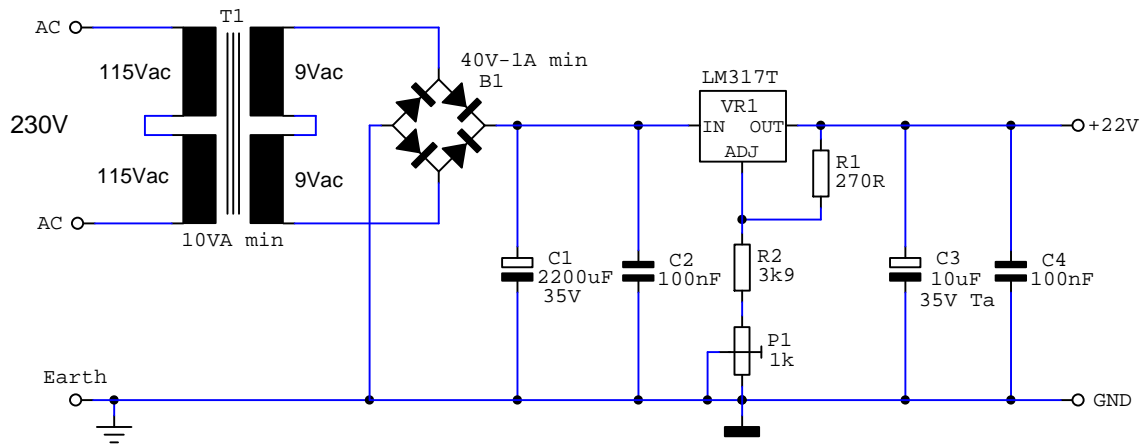 T1
AC
115Vac
9Vac
40V-1A min
B1
LM317T
VR1
IN OUT
ADJ
+22V
230V
R1
270R
115Vac
9Vac
AC
10VA min
C1
2200uF
35V
C2
100nF
R2
3k9
C3
10uF
35V Ta
C4
100nF
P1
1k
Earth
GND